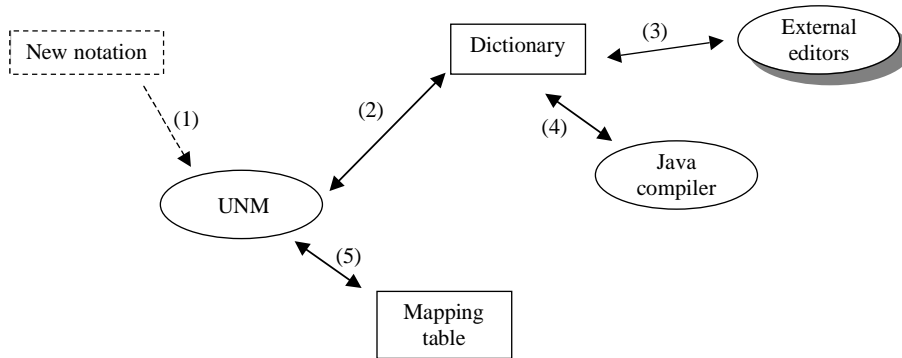 New notation
Dictionary
(3)
External
editors
(1)
(2)
(4)
Java
compiler
UNM
(5)
Mapping
table